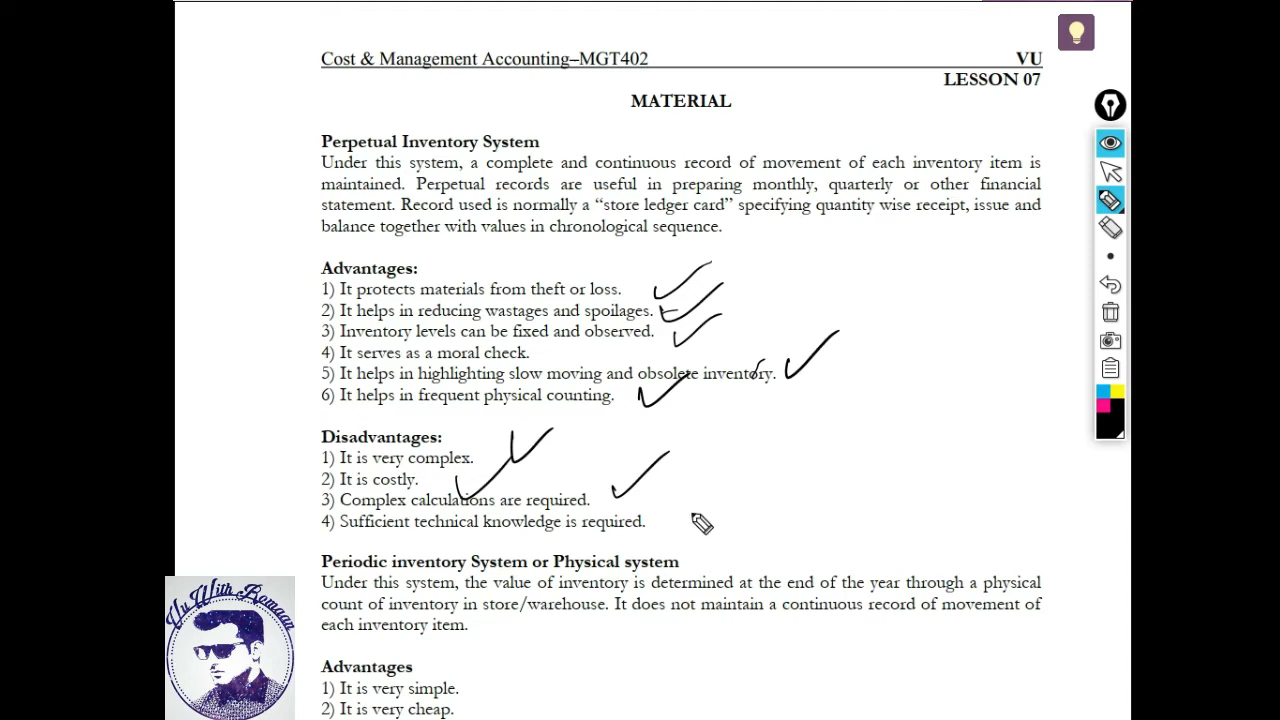 Cost & Management Accounting–MGT402 VU
LESSON 07
MATERIAL
Perpetual Inventory System
Under this system, a complete and continuous record of movement of each inventory item is
maintained. Perpetual records are useful in preparing monthly, quarterly or other financial
statement. Record used is normally a “store ledger card” specifying quantity wise receipt, issue and
balance together with values in chronological sequence.
Advantages:
1) It protects materials from theft or loss.
2) It helps in reducing wastages and spoilages.
3) Inventory levels can be fixed and observed.
4) It serves as a moral check.
5) It helps in highlighting slow moving and obsolete inventory.
6) It helps in frequent physical counting.
Disadvantages:
1) It is very complex.
2) It is costly.
3) Complex calculations are required.
4) Sufficient technical knowledge is required.
Periodic inventory System or Physical system
Under this system, the value of inventory is determined at the end of the year through a physical
count of inventory in store/warehouse. It does not maintain a continuous record of movement of
each inventory item.
Advantages
1) It is very simple.
2) It is very cheap.
Vu With Roman